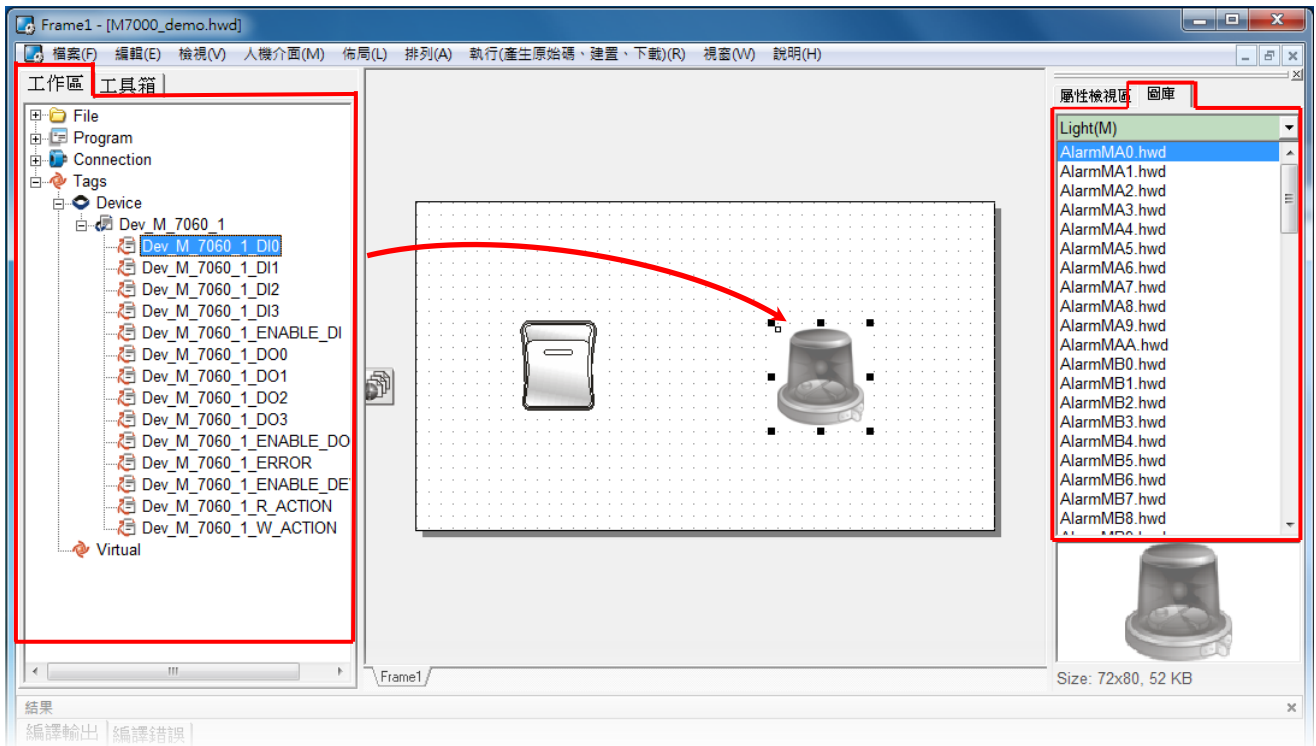 Frame1 - [M7000_demo.hwd]
檔案(F) 編輯(E) 檢視(V) 人機介面(M) 佈局(L) 排列(A) 執行(產生原始碼、建置、下載)(R) 視窗(W) 說明(H)
工作區 工具箱
File
Program
Connection
Tags
Device
Dev_M_7060_1
Dev_M_7060_1_DI0
Dev_M_7060_1_DI1
Dev_M_7060_1_DI2
Dev_M_7060_1_DI3
Dev_M_7060_1_ENABLE_DI
Dev_M_7060_1_DO0
Dev_M_7060_1_DO1
Dev_M_7060_1_DO2
Dev_M_7060_1_DO3
Dev_M_7060_1_ENABLE_DO
Dev_M_7060_1_ERROR
Dev_M_7060_1_ENABLE_DE
Dev_M_7060_1_R_ACTION
Dev_M_7060_1_W_ACTION
Virtual
Frame1
屬性檢視區 圖庫
Light(M)
AlarmMA0.hwd
AlarmMA1.hwd
AlarmMA2.hwd
AlarmMA3.hwd
AlarmMA4.hwd
AlarmMA5.hwd
AlarmMA6.hwd
AlarmMA7.hwd
AlarmMA8.hwd
AlarmMA9.hwd
AlarmMAA.hwd
AlarmMB0.hwd
AlarmMB1.hwd
AlarmMB2.hwd
AlarmMB3.hwd
AlarmMB4.hwd
AlarmMB5.hwd
AlarmMB6.hwd
AlarmMB7.hwd
AlarmMB8.hwd
Size: 72x80, 52 KB
結果
編譯輸出 編譯錯誤